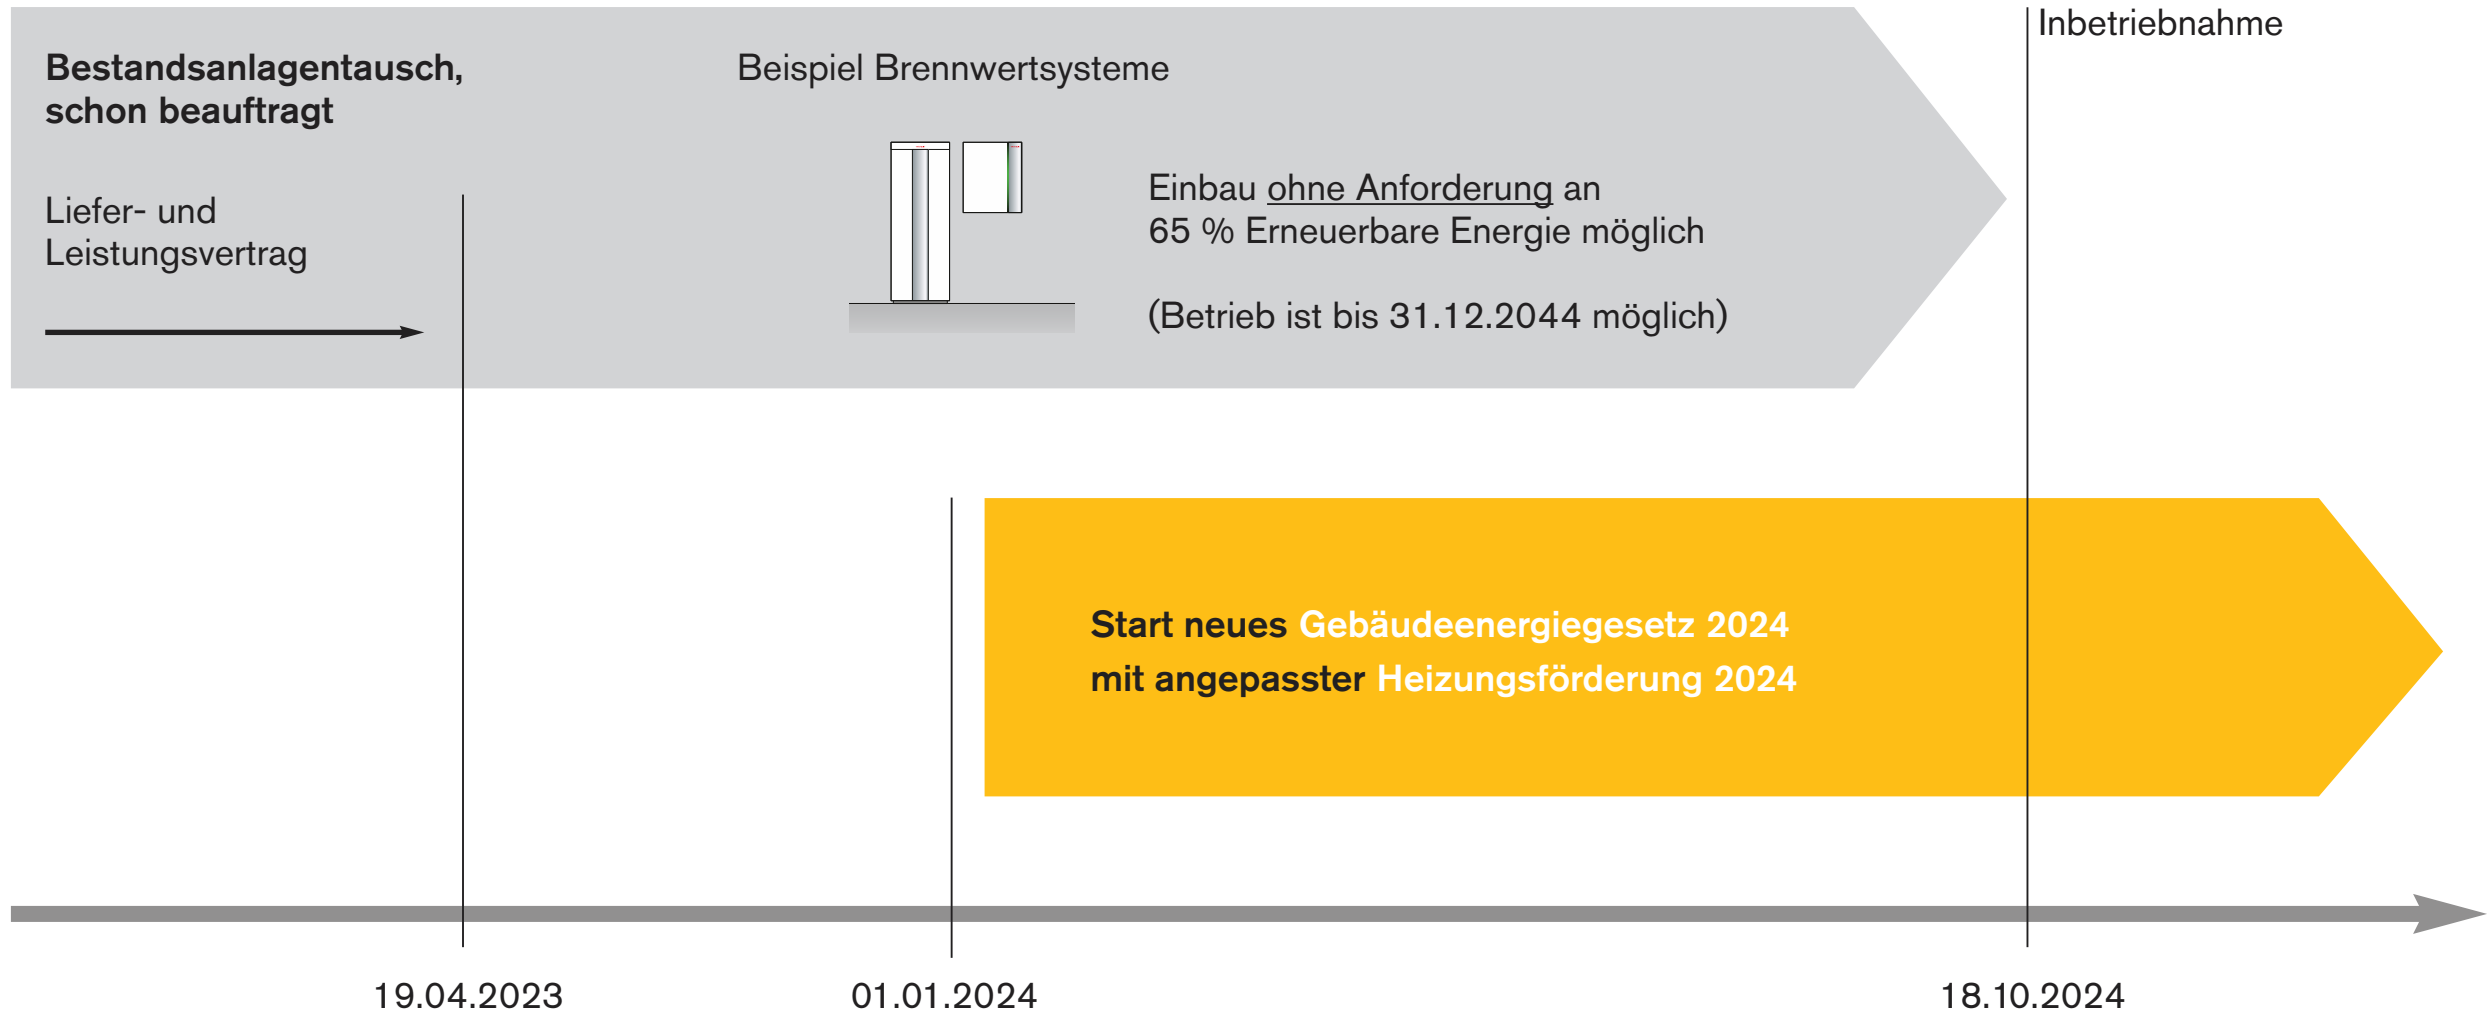 Inbetriebnahme
Bestandsanlagentausch,
schon beauftragt
Beispiel Brennwertsysteme
Liefer- und
Leistungsvertrag
Einbau ohne Anforderung an
65 % Erneuerbare Energie möglich
(Betrieb ist bis 31.12.2044 möglich)
Start neues Gebäudeenergiegesetz 2024
mit angepasster Heizungsförderung 2024
19.04.2023
01.01.2024
18.10.2024